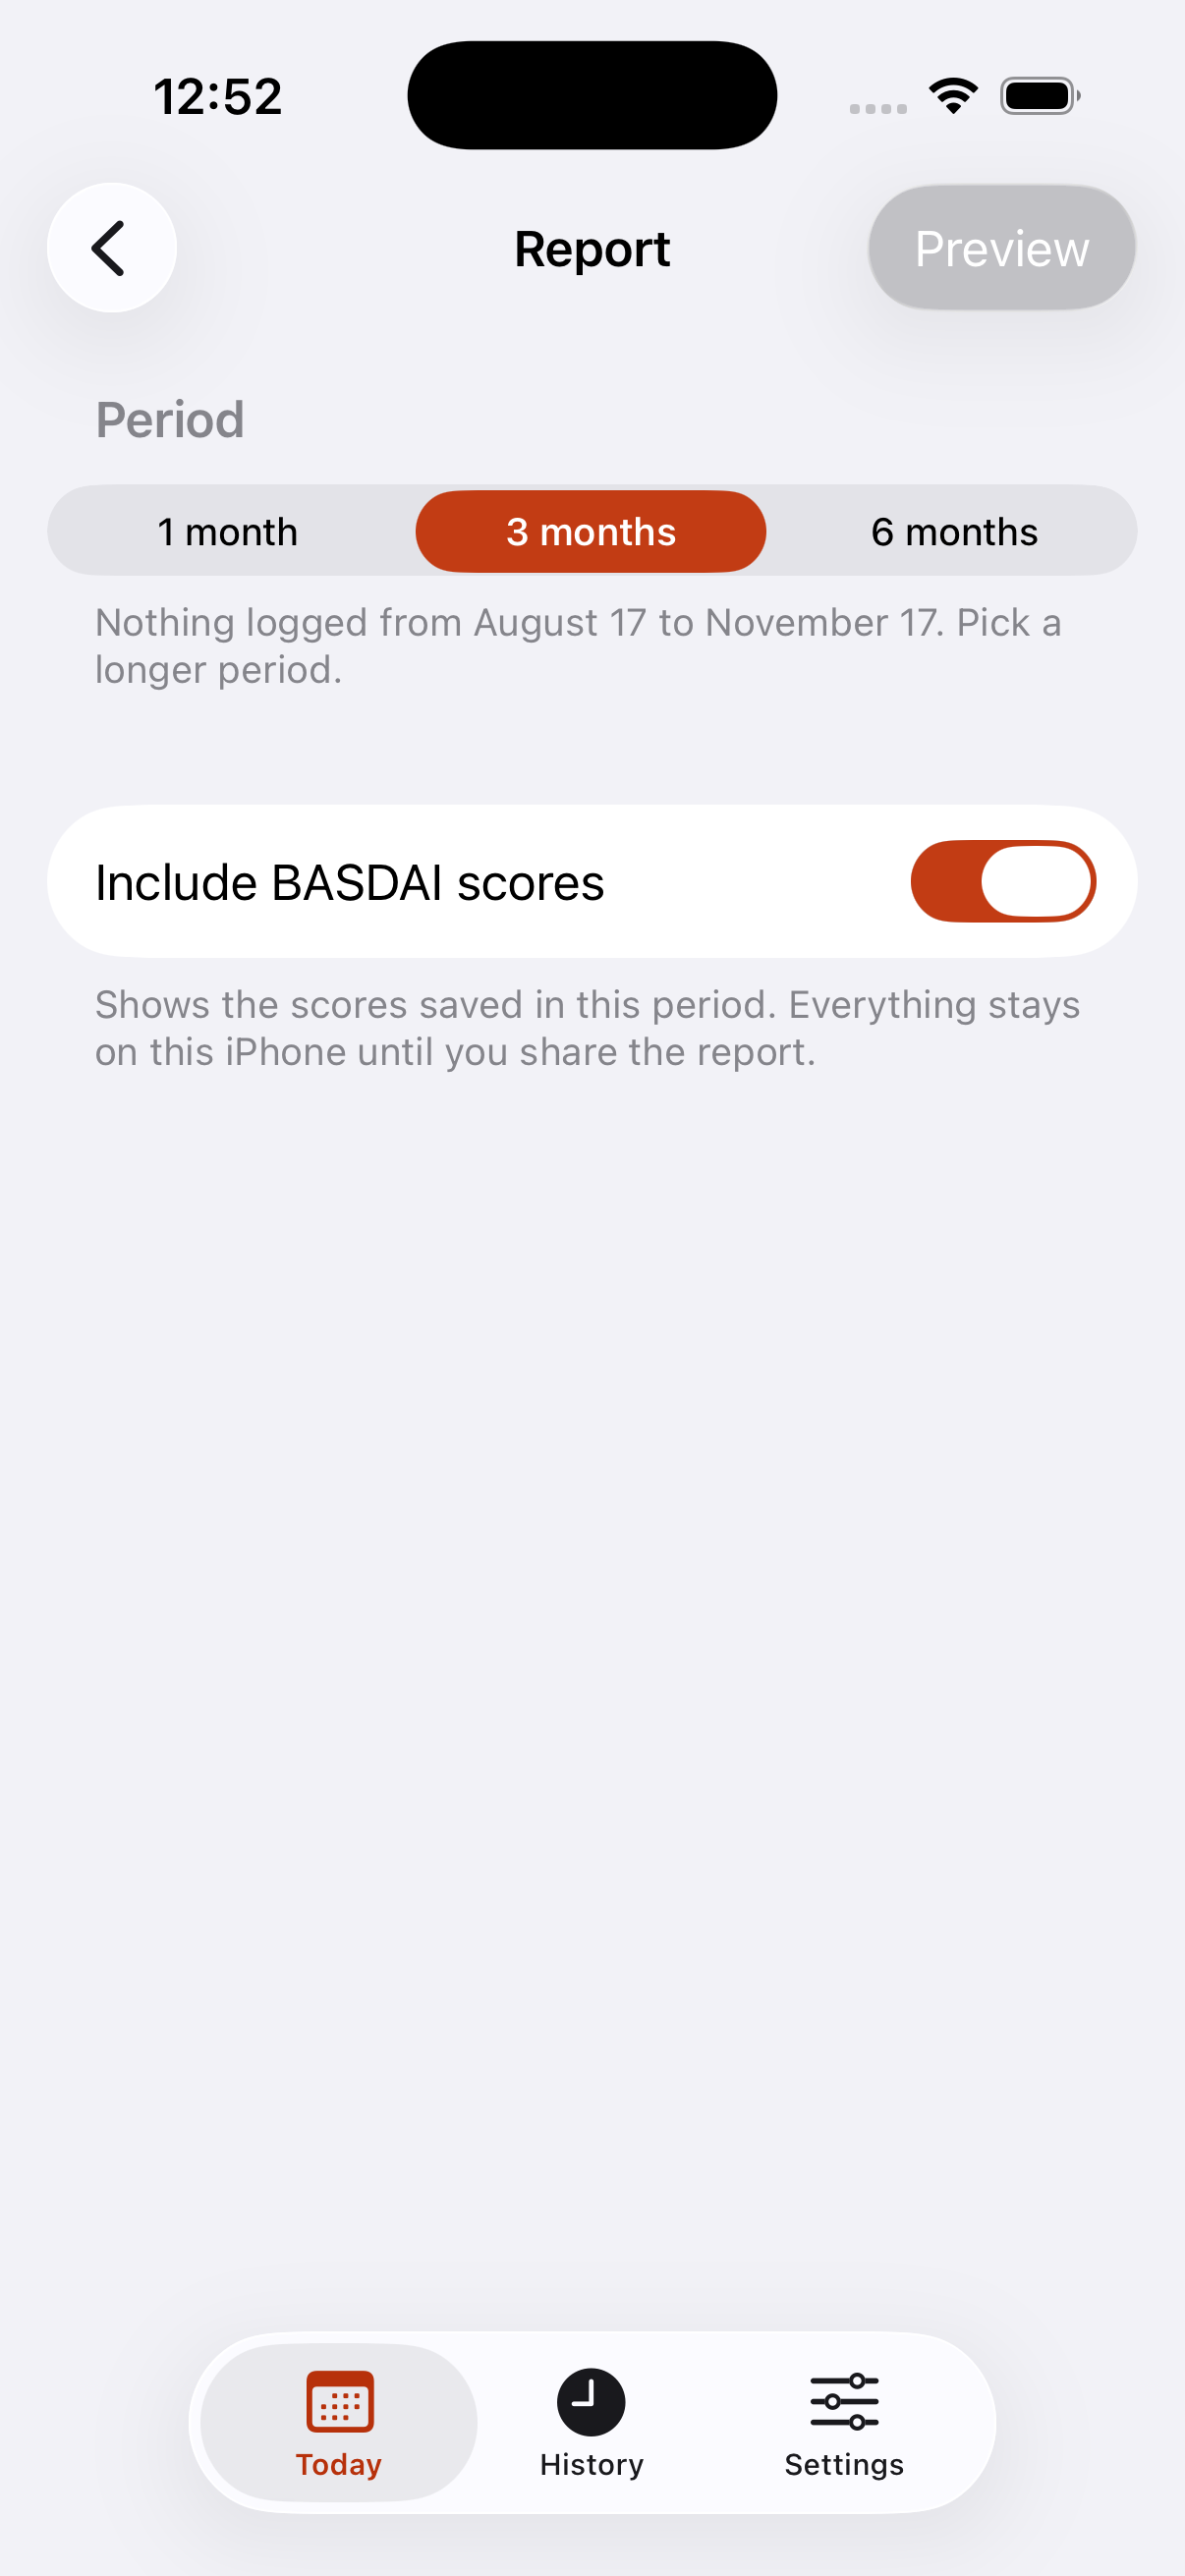 12:52
Report
Preview
Period
1 month
3 months
6 months
Nothing logged from August 17 to November 17. Pick a
longer period.
Include BASDAI scores
Shows the scores saved in this period. Everything stays
on this iPhone until you share the report.
Today
History
Settings